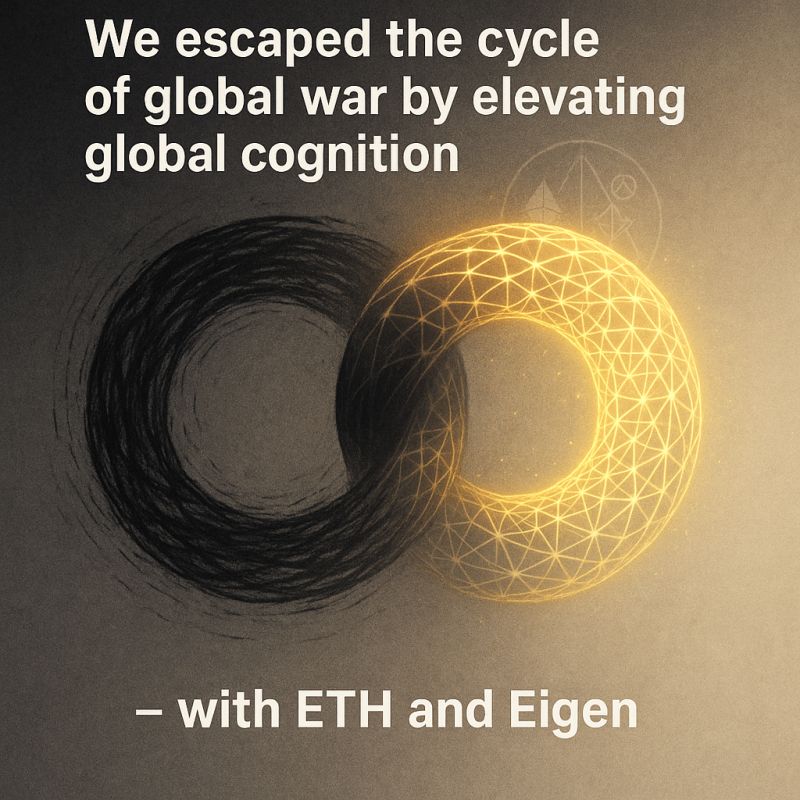 We escaped the cycle
of global war by elevating
global cognition
– with ETH and Eigen